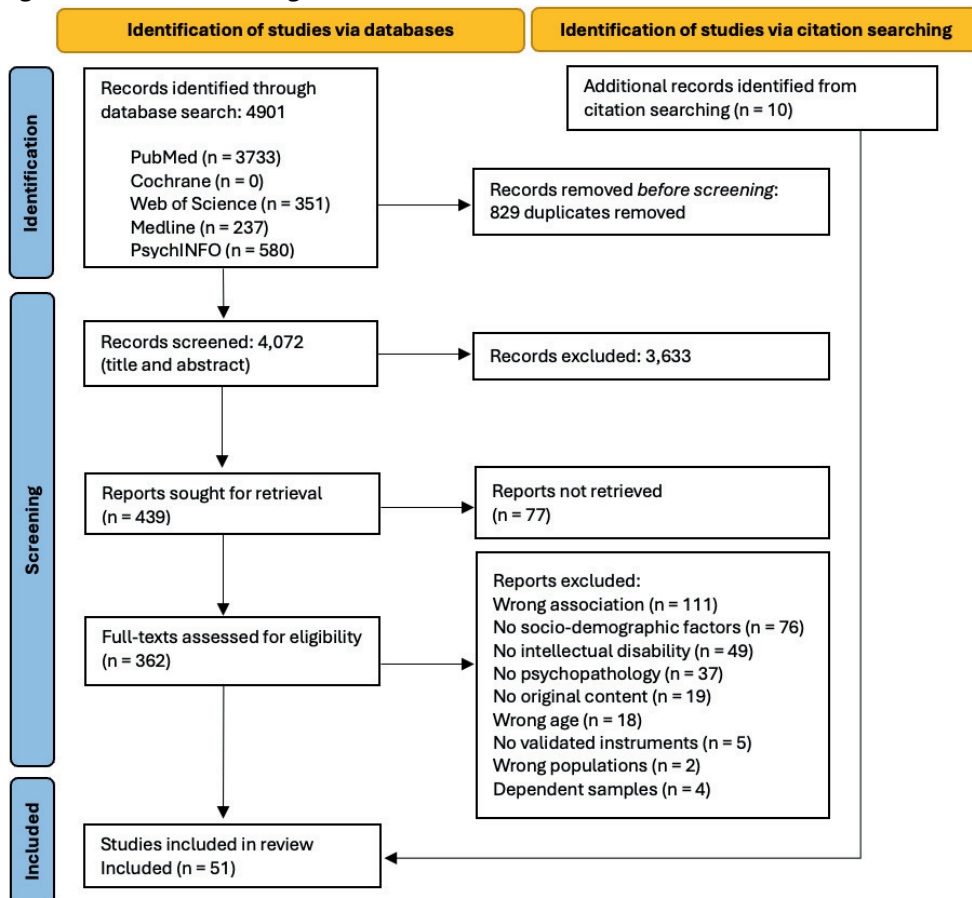 Identification of studies via databases
Identification of studies via citation searching
Identification
Records identified through
database search: 4901
PubMed (n = 3733)
Cochrane (n = 0)
Web of Science (n = 351)
Medline (n = 237)
PsychINFO (n = 580)
Additional records identified from
citation searching (n = 10)
Records removed before screening:
829 duplicates removed
Screening
Records screened: 4,072
(title and abstract)
Records excluded: 3,633
Reports sought for retrieval
(n = 439)
Reports not retrieved
(n = 77)
Full-texts assessed for eligibility
(n = 362)
Reports excluded:
Wrong association (n = 111)
No socio-demographic factors (n = 76)
No intellectual disability (n = 49)
No psychopathology (n = 37)
No original content (n = 19)
Wrong age (n = 18)
No validated instruments (n = 5)
Wrong populations (n = 2)
Dependent samples (n = 4)
Included
Studies included in review
Included (n = 51)